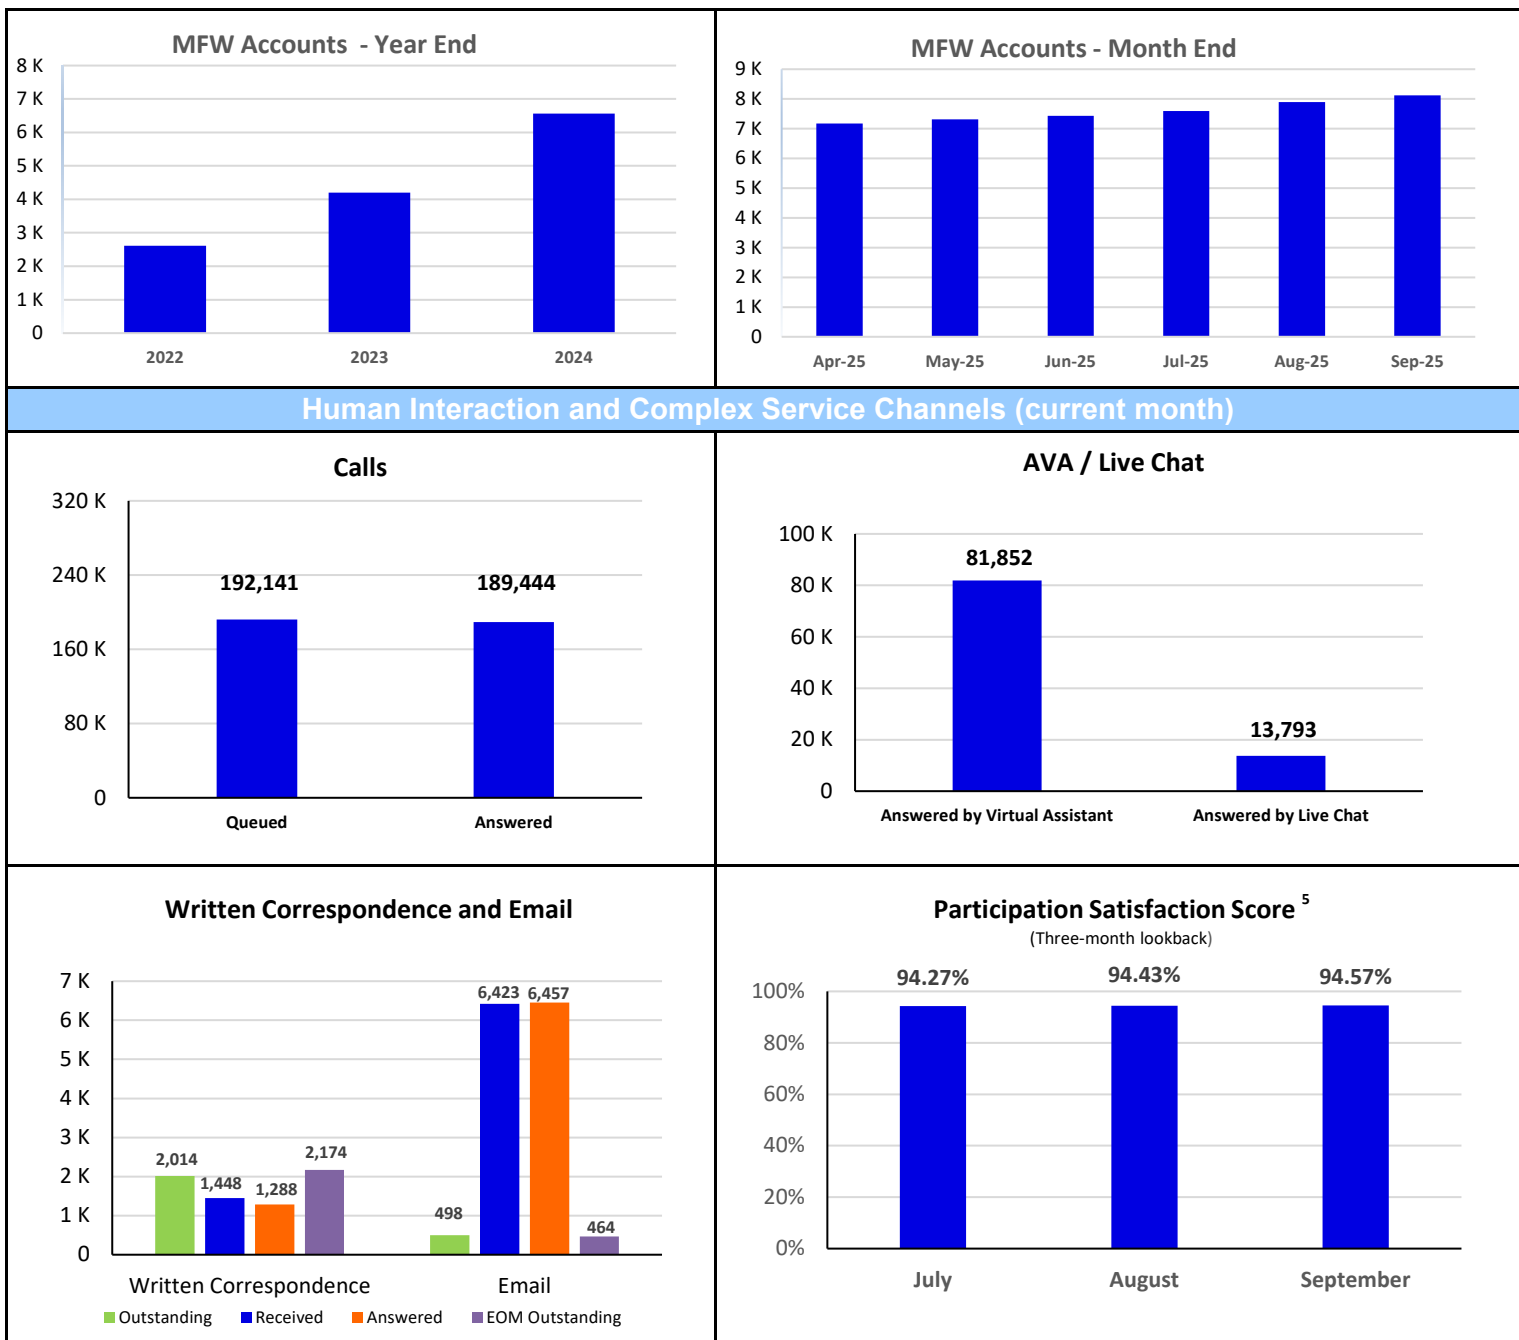 MFW Accounts - Year End
8 K
7 K
6 K
5 K
4 K
3 K
2 K
1 K
0
2022 2023 2024
MFW Accounts - Month End
9 K
8 K
7 K
6 K
5 K
4 K
3 K
2 K
1 K
0
Apr-25 May-25 Jun-25 Jul-25 Aug-25 Sep-25
Human Interaction and Complex Service Channels (current month)
Calls
320 K
240 K
160 K
80 K
0
192,141 189,444
Queued Answered
AVA / Live Chat
100 K
80 K
60 K
40 K
20 K
0
81,852
13,793
Answered by Virtual Assistant Answered by Live Chat
Written Correspondence and Email
7 K
6 K
5 K
4 K
3 K
2 K
1 K
0
2,014 1,448 1,288 2,174
498 6,423 6,457 464
Written Correspondence Email
Outstanding Received Answered EOM Outstanding
Participation Satisfaction Score 5
(Three-month lookback)
94.27% 94.43% 94.57%
100%
80%
60%
40%
20%
0%
July August September